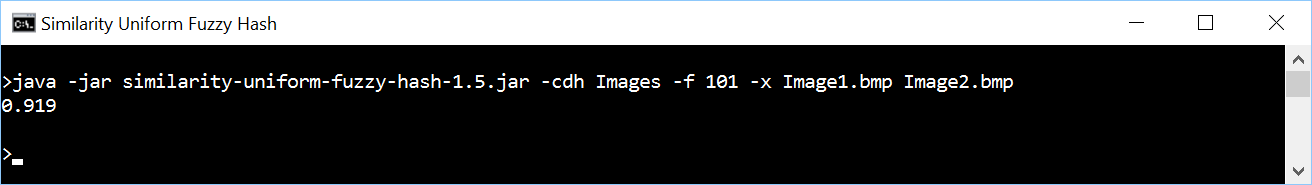 Similarity Uniform Fuzzy Hash
>java -jar similarity-uniform-fuzzy-hash-1.5.jar -cdh Images -f 101 -x Image1.bmp Image2.bmp
0.919
>